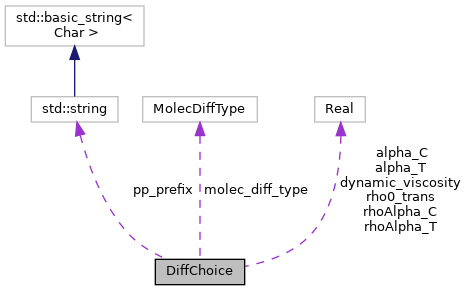 std::basic_string<
Char >
std::string
MolecDiffType
Real
alpha_C
alpha_T
dynamic_viscosity
rho0_trans
rhoAlpha_C
rhoAlpha_T
pp_prefix
molec_diff_type
DiffChoice